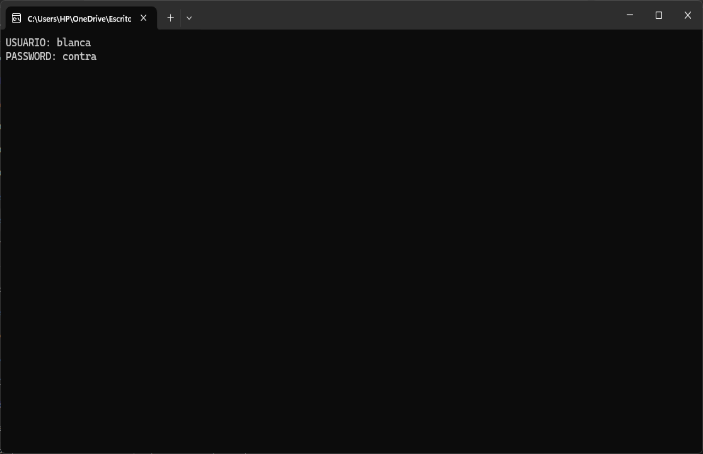 C:\Users\HP\OneDrive\Escrito
USUARIO: blanca
PASSWORD: contra